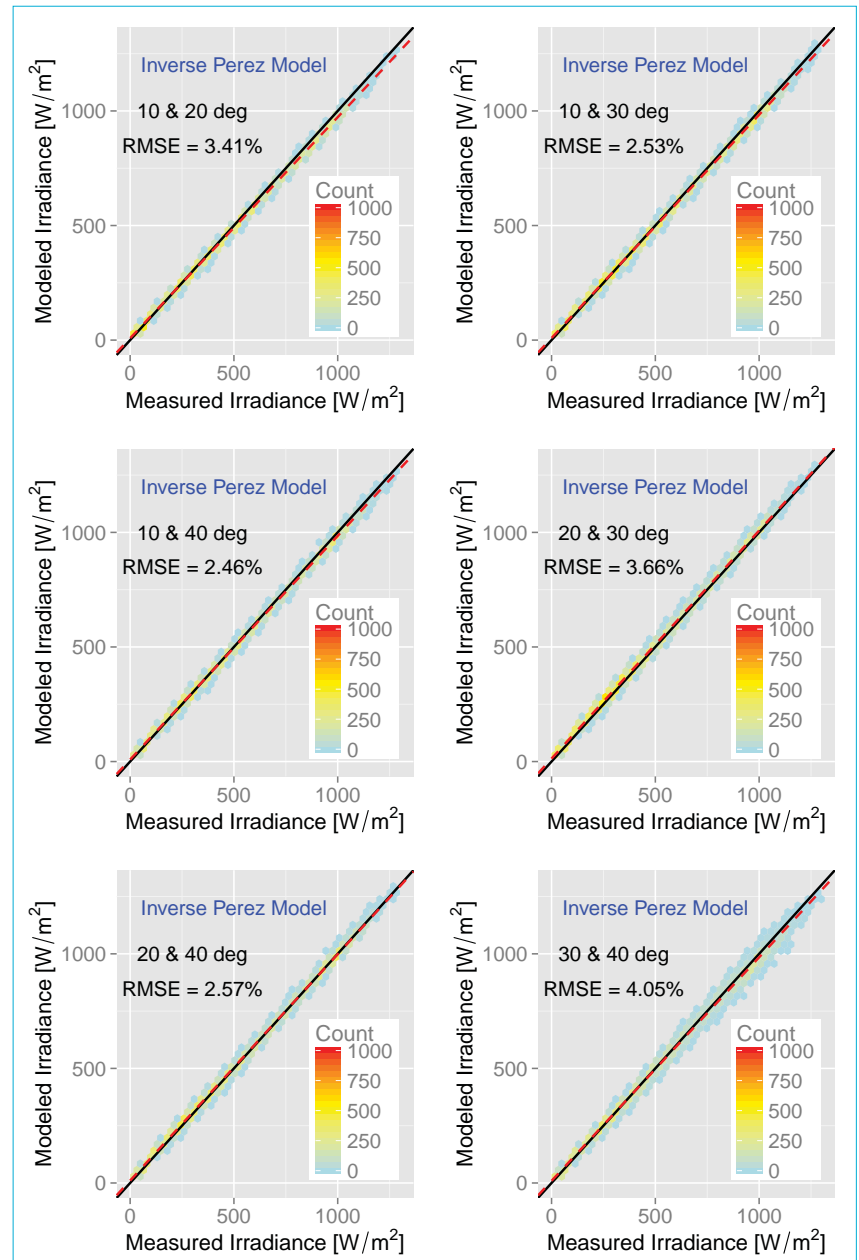 Modeled Irradiance [W/m²]
1000
500
0
Inverse Perez Model
10 & 20 deg
RMSE = 3.41%
Count
1000
750
500
250
0
0 500 1000
Measured Irradiance [W/m²]
Modeled Irradiance [W/m²]
1000
500
0
Inverse Perez Model
10 & 30 deg
RMSE = 2.53%
Count
1000
750
500
250
0
0 500 1000
Measured Irradiance [W/m²]
Modeled Irradiance [W/m²]
1000
500
0
Inverse Perez Model
10 & 40 deg
RMSE = 2.46%
Count
1000
750
500
250
0
0 500 1000
Measured Irradiance [W/m²]
Modeled Irradiance [W/m²]
1000
500
0
Inverse Perez Model
20 & 30 deg
RMSE = 3.66%
Count
1000
750
500
250
0
0 500 1000
Measured Irradiance [W/m²]
Modeled Irradiance [W/m²]
1000
500
0
Inverse Perez Model
20 & 40 deg
RMSE = 2.57%
Count
1000
750
500
250
0
0 500 1000
Measured Irradiance [W/m²]
Modeled Irradiance [W/m²]
1000
500
0
Inverse Perez Model
30 & 40 deg
RMSE = 4.05%
Count
1000
750
500
250
0
0 500 1000
Measured Irradiance [W/m²]